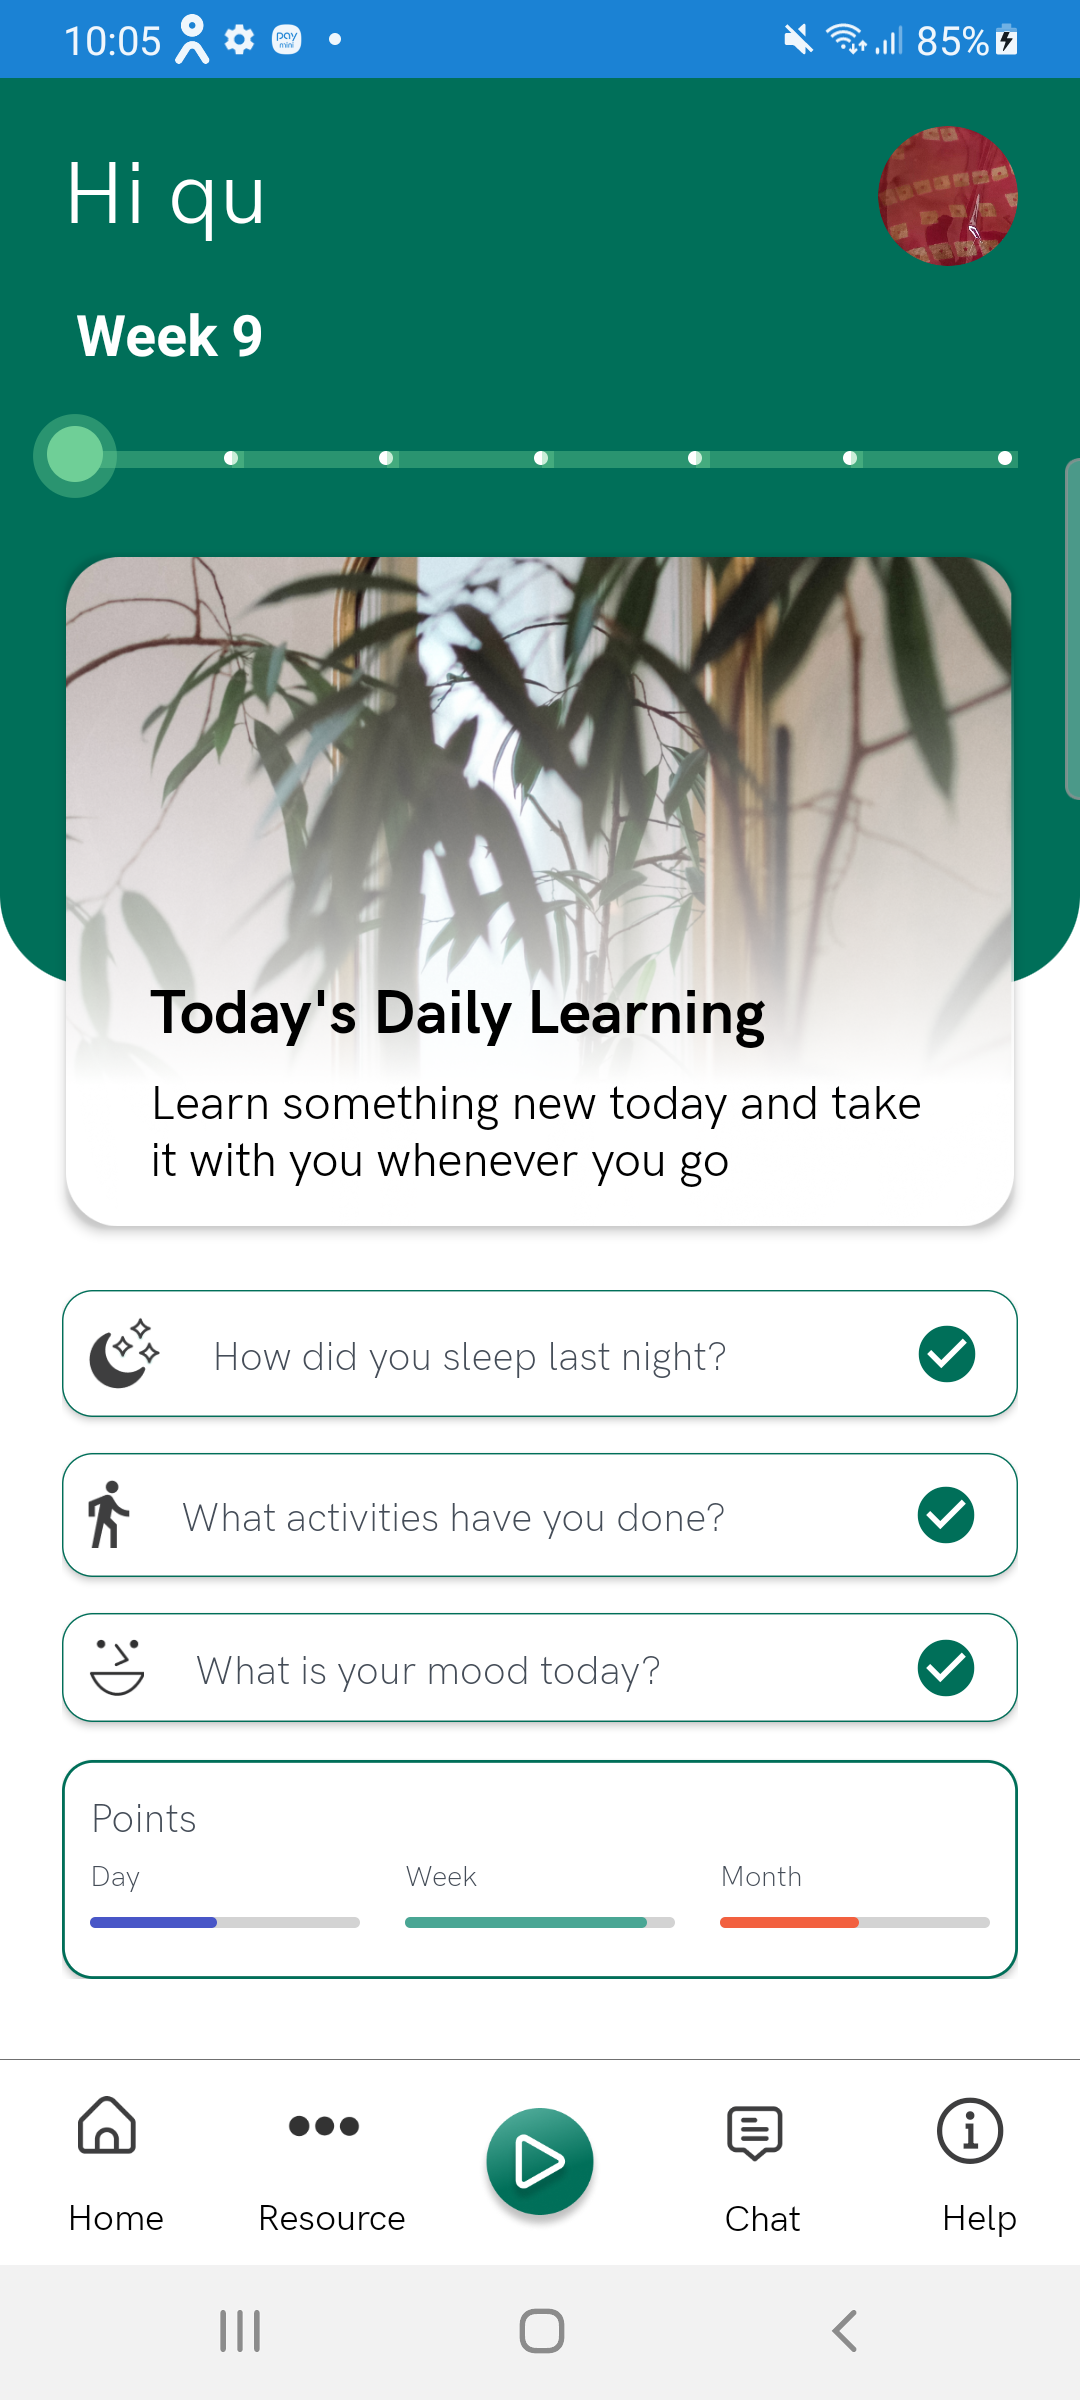 10:05 pay mini 85%
Hi qu
Week 9
Today's Daily Learning
Learn something new today and take
it with you whenever you go
How did you sleep last night?
What activities have you done?
What is your mood today?
Points
Day Week Month
Home Resource Chat Help